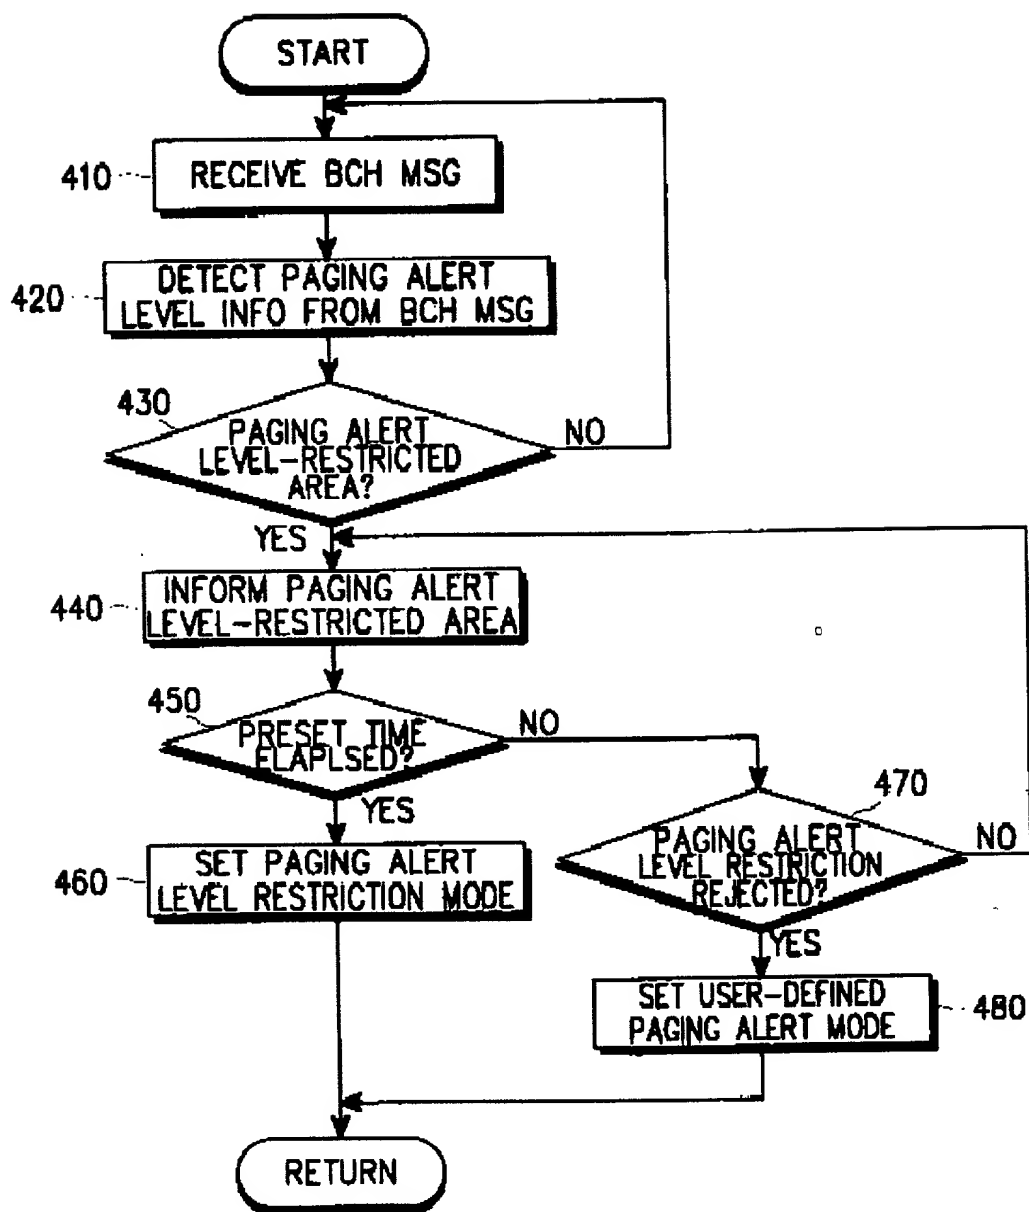 START
410
RECEIVE BCH MSG
420
DETECT PAGING ALERT
LEVEL INFO FROM BCH MSG
430
PAGING ALERT
LEVEL-RESTRICTED
AREA?
NO
YES
440
INFORM PAGING ALERT
LEVEL-RESTRICTED AREA
450
PRESET TIME
ELAPLSED?
NO
YES
470
PAGING ALERT
LEVEL RESTRICTION
REJECTED?
NO
YES
460
SET PAGING ALERT
LEVEL RESTRICTION MODE
SET USER-DEFINED
PAGING ALERT MODE
480
RETURN